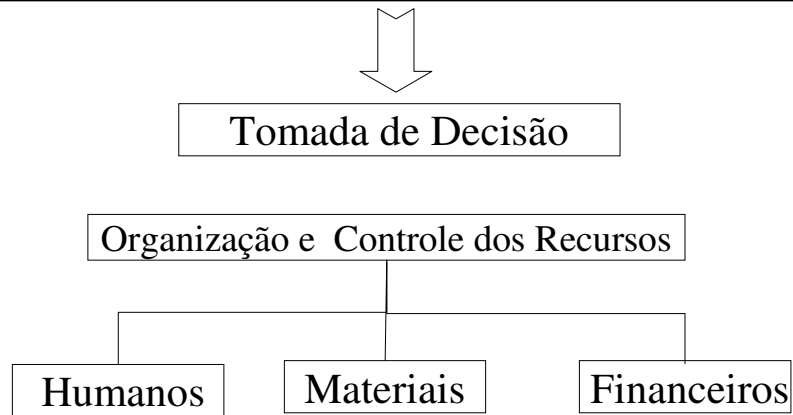 Tomada de Decisão
Organização e Controle dos Recursos
Humanos
Materiais
Financeiros